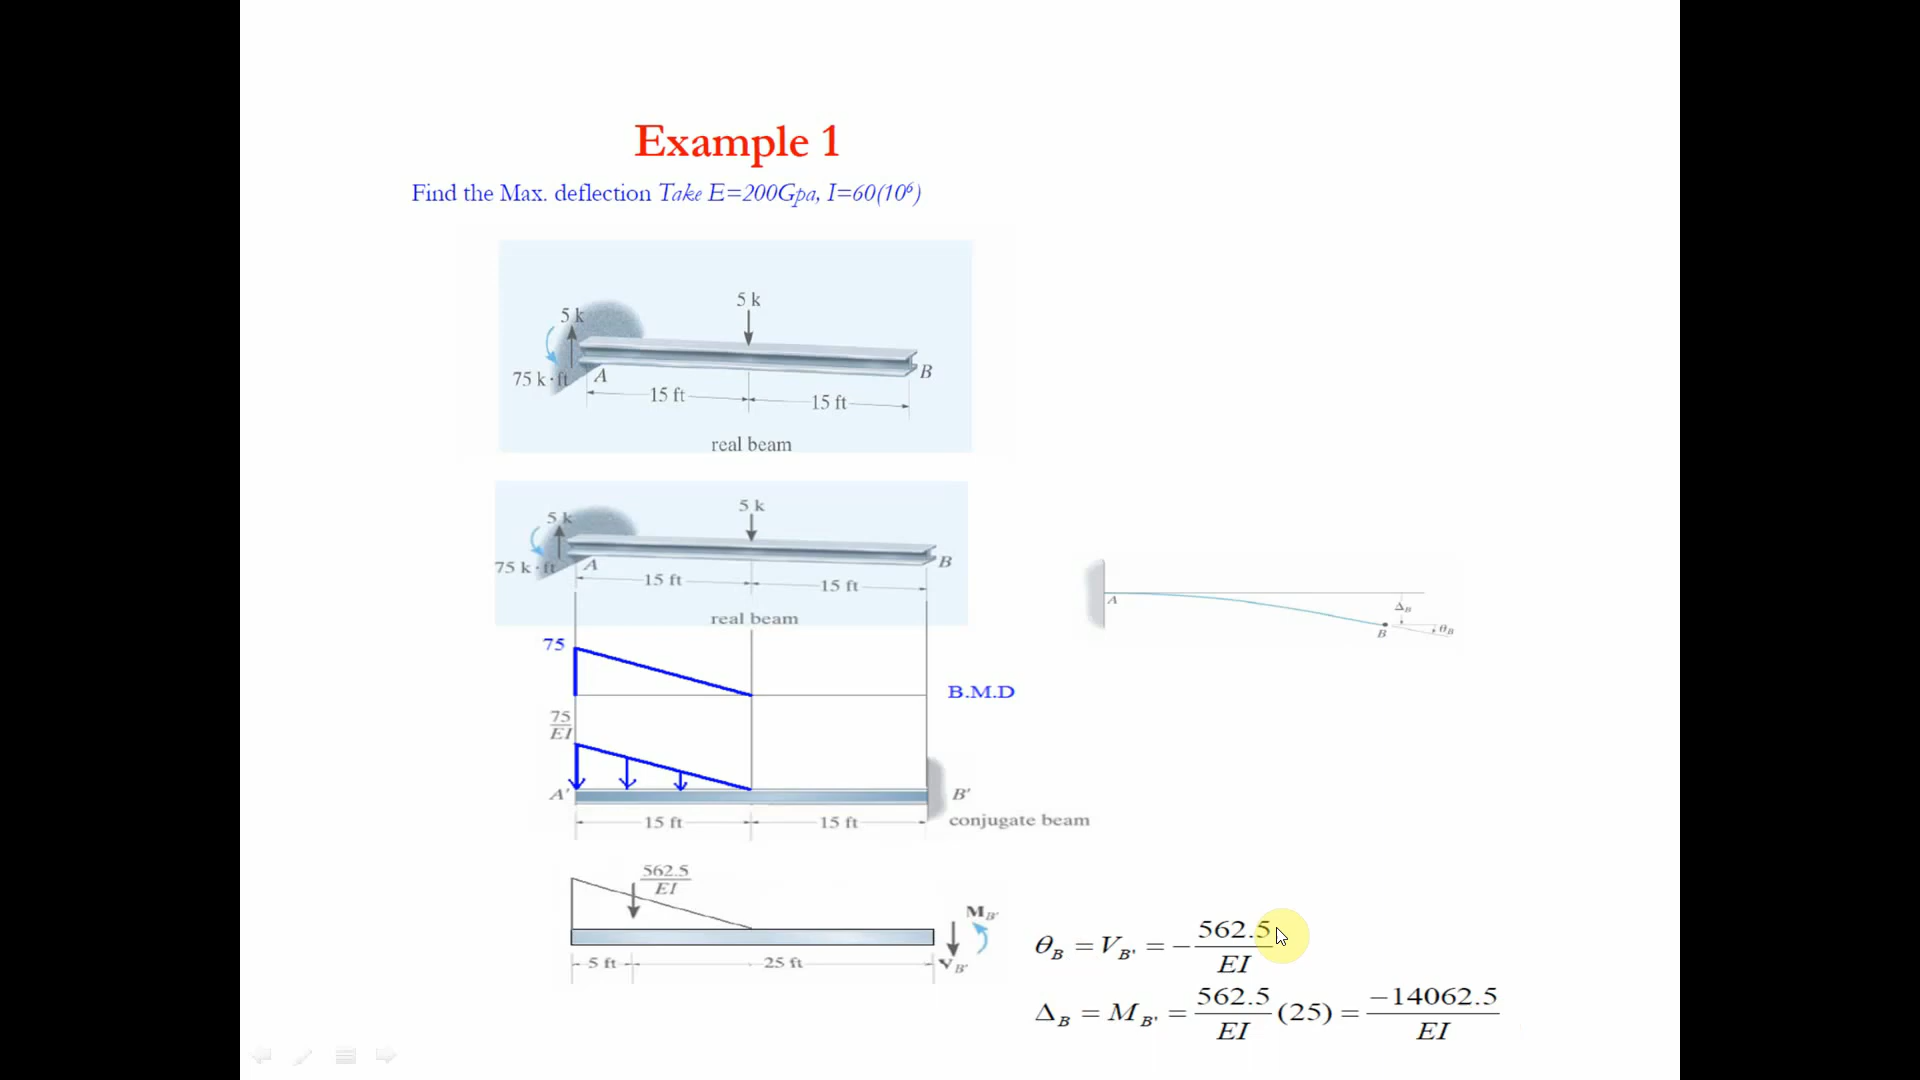 Example 1
Find the Max. deflection Take E=200Gpa, I=60(10⁶)
5 k
5 k
75 k·ft
A
B
15 ft
15 ft
real beam
5 k
5 k
75 k·ft
A
B
15 ft
15 ft
real beam
A
Δ_B
B
θ_B
75
B.M.D
75/EI
A'
B'
15 ft
15 ft
conjugate beam
562.5/EI
M_B'
V_B'
5 ft
25 ft
θ_B = V_B' = −562.5/EI
Δ_B = M_B' = 562.5/EI (25) = −14062.5/EI